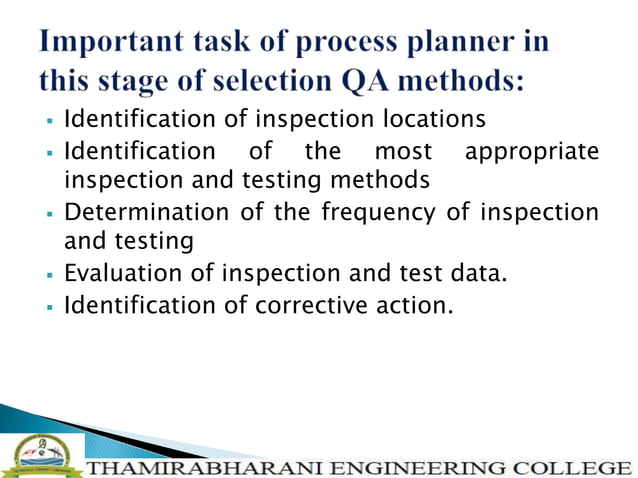 Important task of process planner in
this stage of selection QA methods:
▪ Identification of inspection locations
▪ Identification of the most appropriate
inspection and testing methods
▪ Determination of the frequency of inspection
and testing
▪ Evaluation of inspection and test data.
▪ Identification of corrective action.
THAMIRABHARANI ENGINEERING COLLEGE